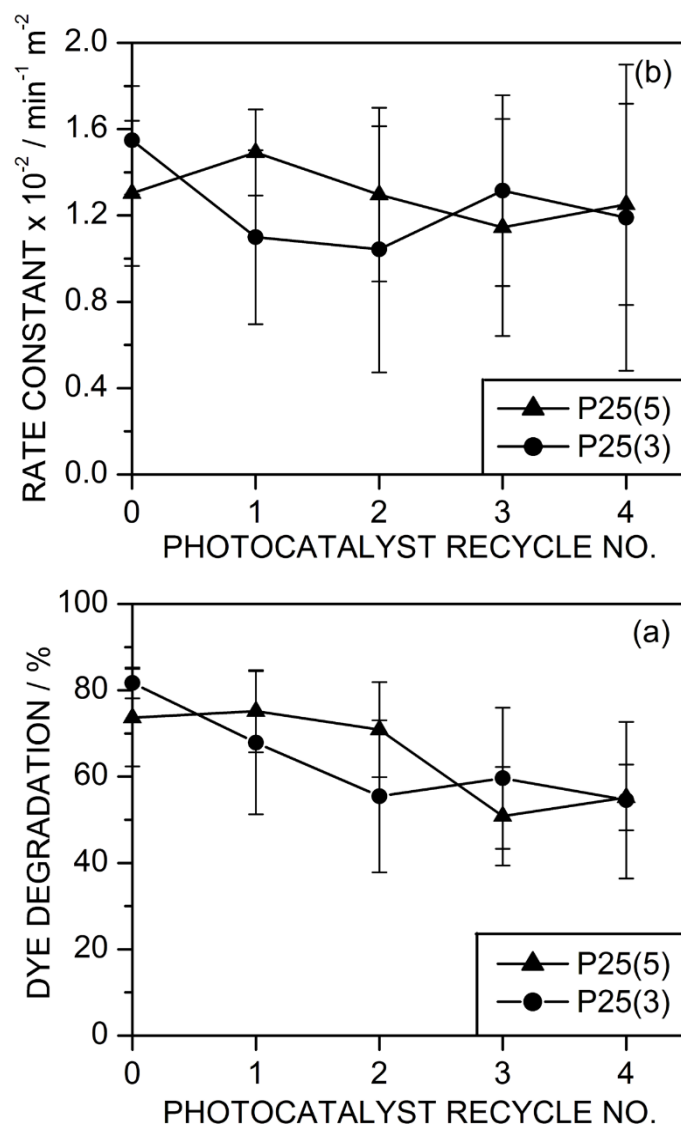 (b)
RATE CONSTANT x 10⁻² / min⁻¹ m⁻²
2.0
1.6
1.2
0.8
0.4
0.0
P25(5)
P25(3)
0 1 2 3 4
PHOTOCATALYST RECYCLE NO.
(a)
DYE DEGRADATION / %
100
80
60
40
20
0
P25(5)
P25(3)
0 1 2 3 4
PHOTOCATALYST RECYCLE NO.